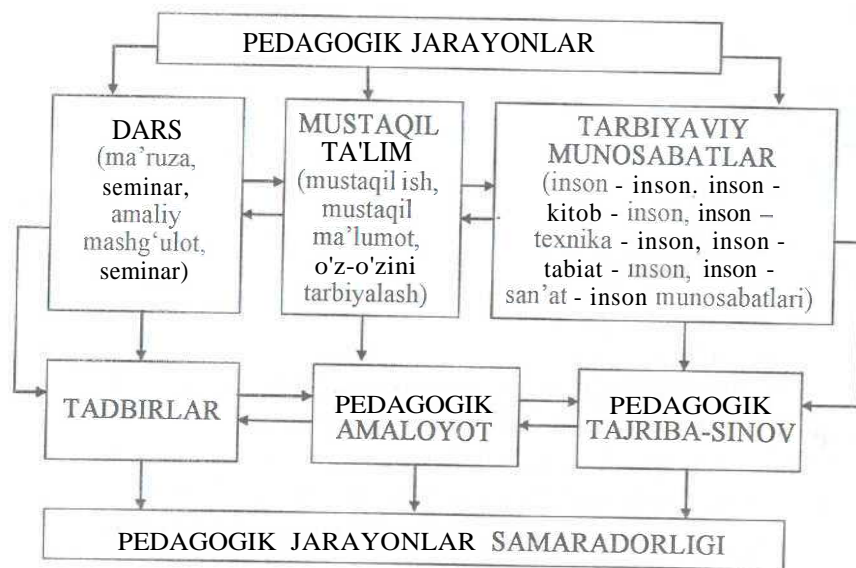 PEDAGOGIK JARAYONLAR
DARS
(ma’ruza,
seminar,
amaliy
mashg‘ulot,
seminar)
MUSTAQIL
TA'LIM
(mustaqil ish,
mustaqil
ma’lumot,
o'z-o'zini
tarbiyalash)
TARBIYAVIY
MUNOSABATLAR
(inson - inson. inson -
kitob - inson, inson –
texnika - inson, inson -
tabiat - inson, inson -
san’at - inson munosabatlari)
TADBIRLAR
PEDAGOGIK
AMALOYOT
PEDAGOGIK
TAJRIBA-SINOV
PEDAGOGIK JARAYONLAR SAMARADORLIGI